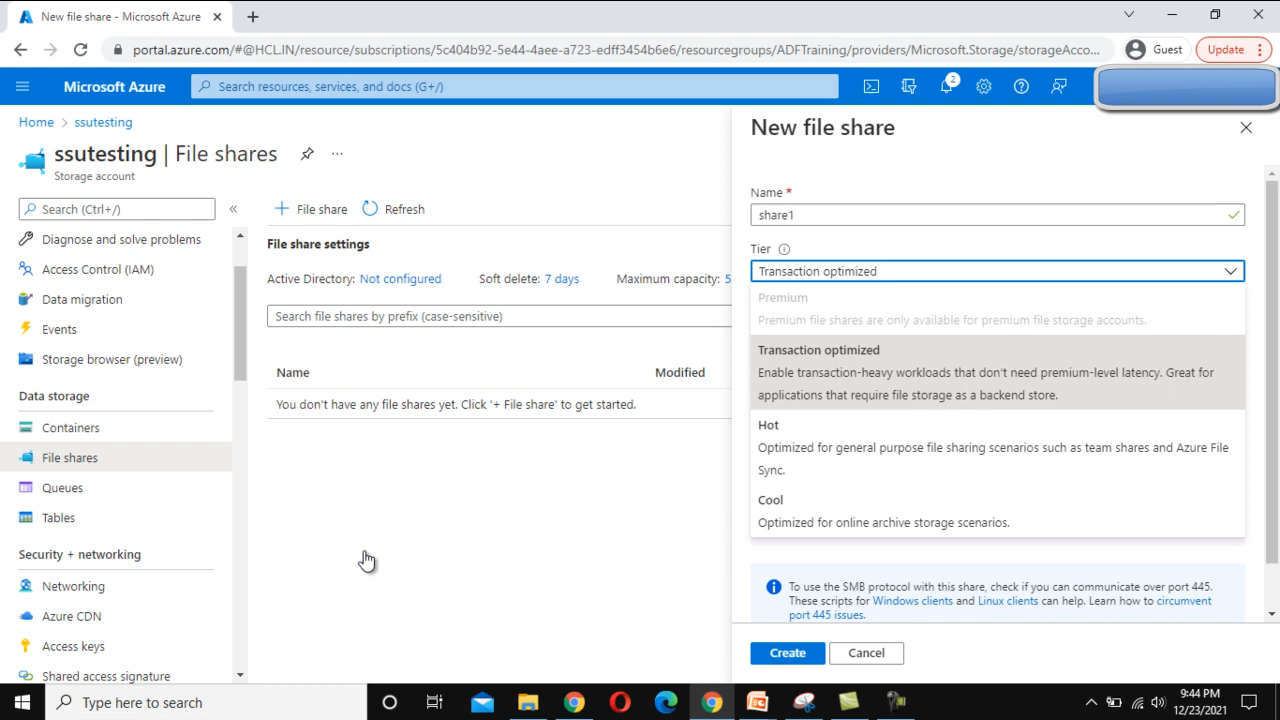 New file share - Microsoft Azure
portal.azure.com/#@HCL.IN/resource/subscriptions/5c404b92-5e44-4aee-a723-edff3454b6e6/resourcegroups/ADFTraining/providers/Microsoft.Storage/storageAcco...
Guest
Update
Microsoft Azure
Search resources, services, and docs (G+/)
2
Home > ssutesting
ssutesting | File shares
Storage account
Search (Ctrl+/)
Diagnose and solve problems
Access Control (IAM)
Data migration
Events
Storage browser (preview)
Data storage
Containers
File shares
Queues
Tables
Security + networking
Networking
Azure CDN
Access keys
Shared access signature
File share
Refresh
File share settings
Active Directory: Not configured Soft delete: 7 days Maximum capacity: 5
Search file shares by prefix (case-sensitive)
Name Modified
You don't have any file shares yet. Click '+ File share' to get started.
New file share
Name *
share1
Tier
Transaction optimized
Premium
Premium file shares are only available for premium file storage accounts.
Transaction optimized
Enable transaction-heavy workloads that don't need premium-level latency. Great for
applications that require file storage as a backend store.
Hot
Optimized for general purpose file sharing scenarios such as team shares and Azure File
Sync.
Cool
Optimized for online archive storage scenarios.
To use the SMB protocol with this share, check if you can communicate over port 445.
These scripts for Windows clients and Linux clients can help. Learn how to circumvent
port 445 issues.
Create
Cancel
Type here to search
9:44 PM
12/23/2021